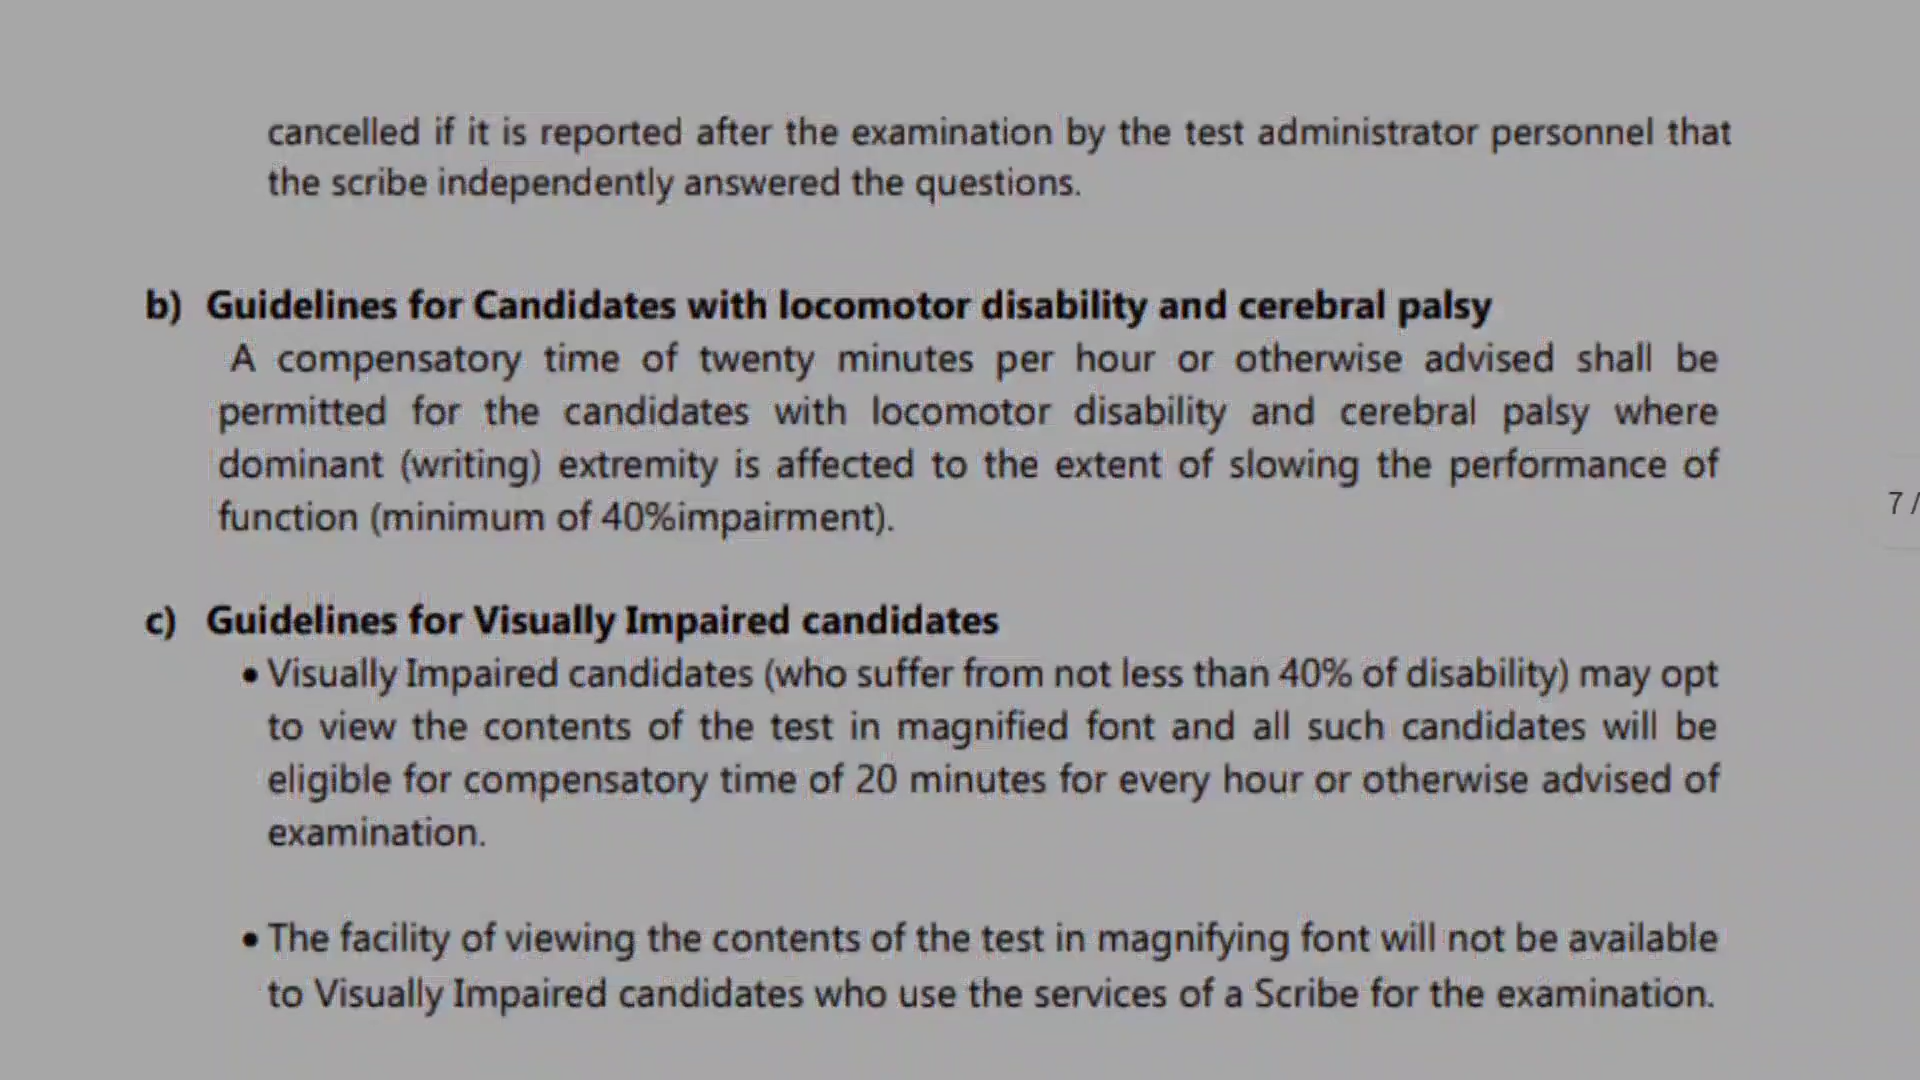 cancelled if it is reported after the examination by the test administrator personnel that
the scribe independently answered the questions.
b) Guidelines for Candidates with locomotor disability and cerebral palsy
A compensatory time of twenty minutes per hour or otherwise advised shall be
permitted for the candidates with locomotor disability and cerebral palsy where
dominant (writing) extremity is affected to the extent of slowing the performance of
function (minimum of 40%impairment).
7 /
c) Guidelines for Visually Impaired candidates
• Visually Impaired candidates (who suffer from not less than 40% of disability) may opt
to view the contents of the test in magnified font and all such candidates will be
eligible for compensatory time of 20 minutes for every hour or otherwise advised of
examination.
• The facility of viewing the contents of the test in magnifying font will not be available
to Visually Impaired candidates who use the services of a Scribe for the examination.